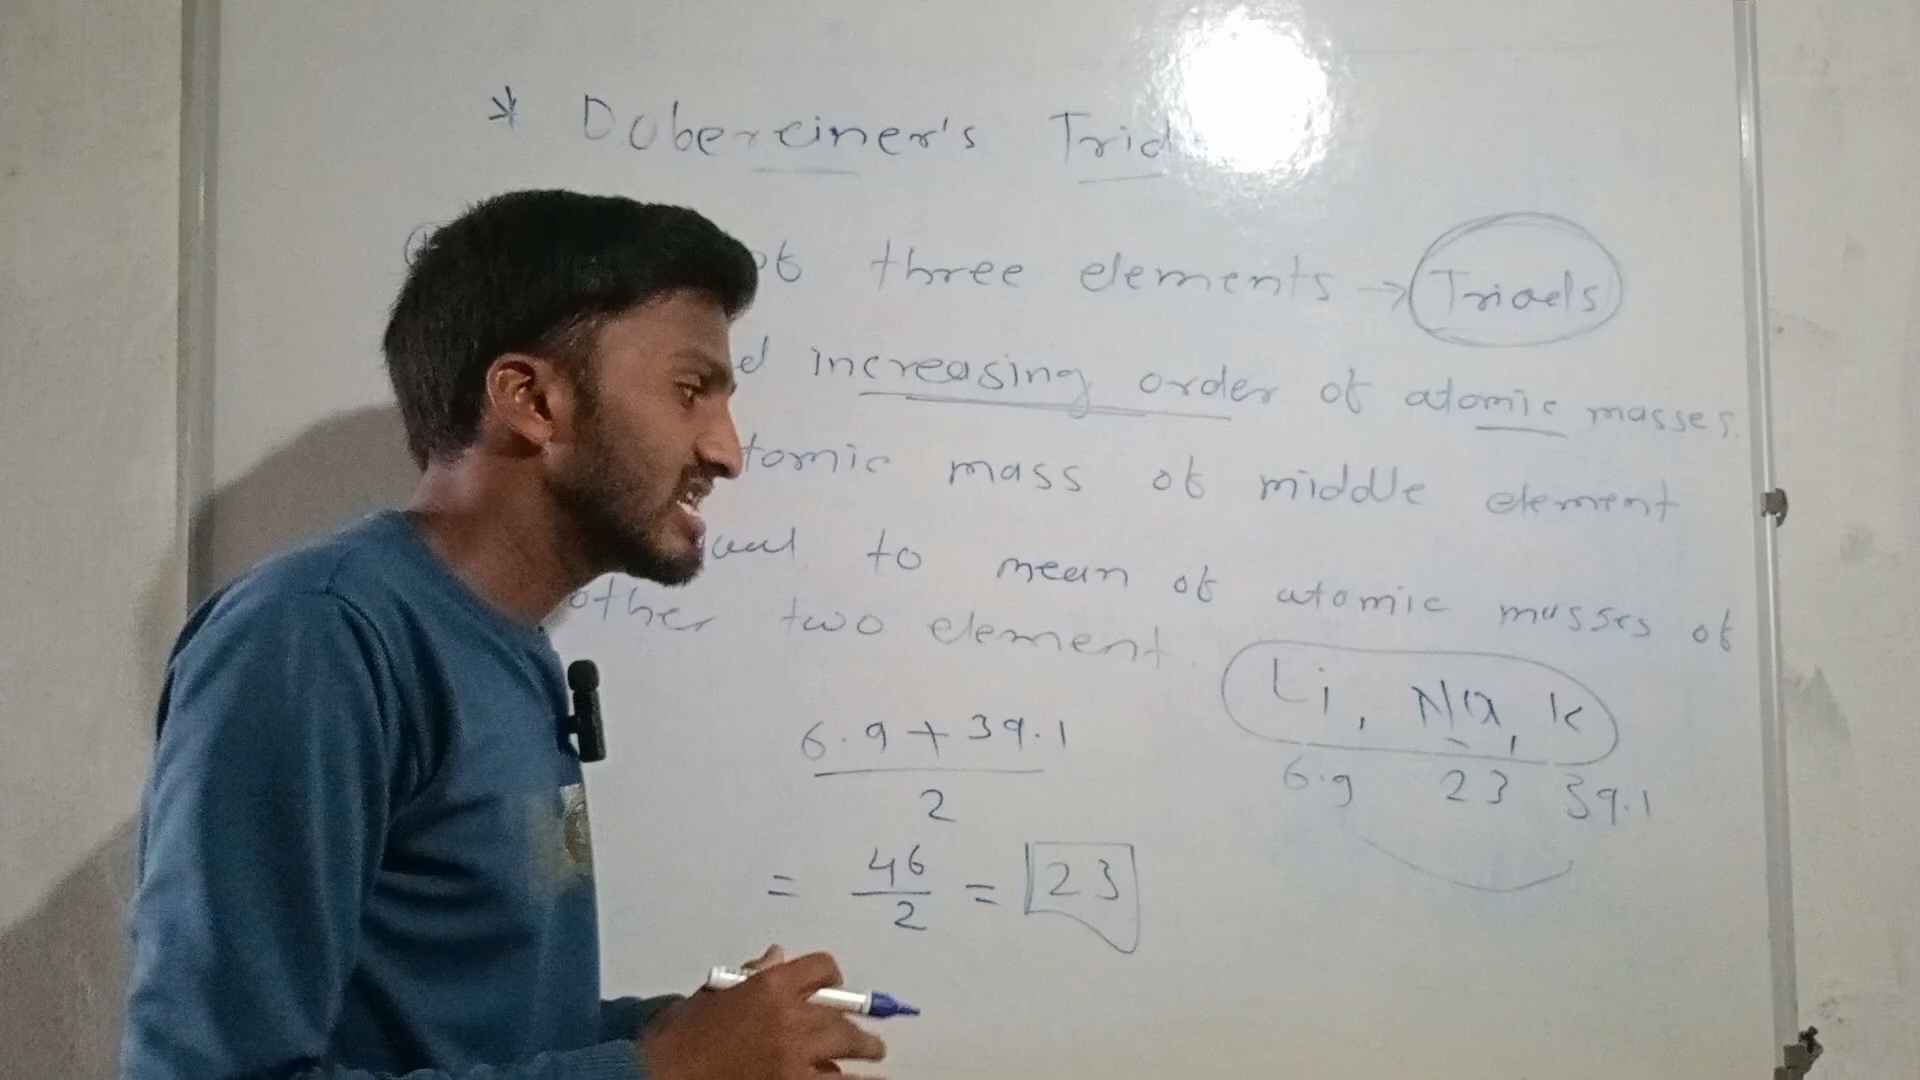 * Dobereiner's Trid
of three elements → Triads
d increasing order of atomic masses.
tomic mass of middle element
ual to mean of atomic masses of
other two element.
Li, Na, K
6.9 23 39.1
6.9 + 39.1
2
= 46/2 = 23